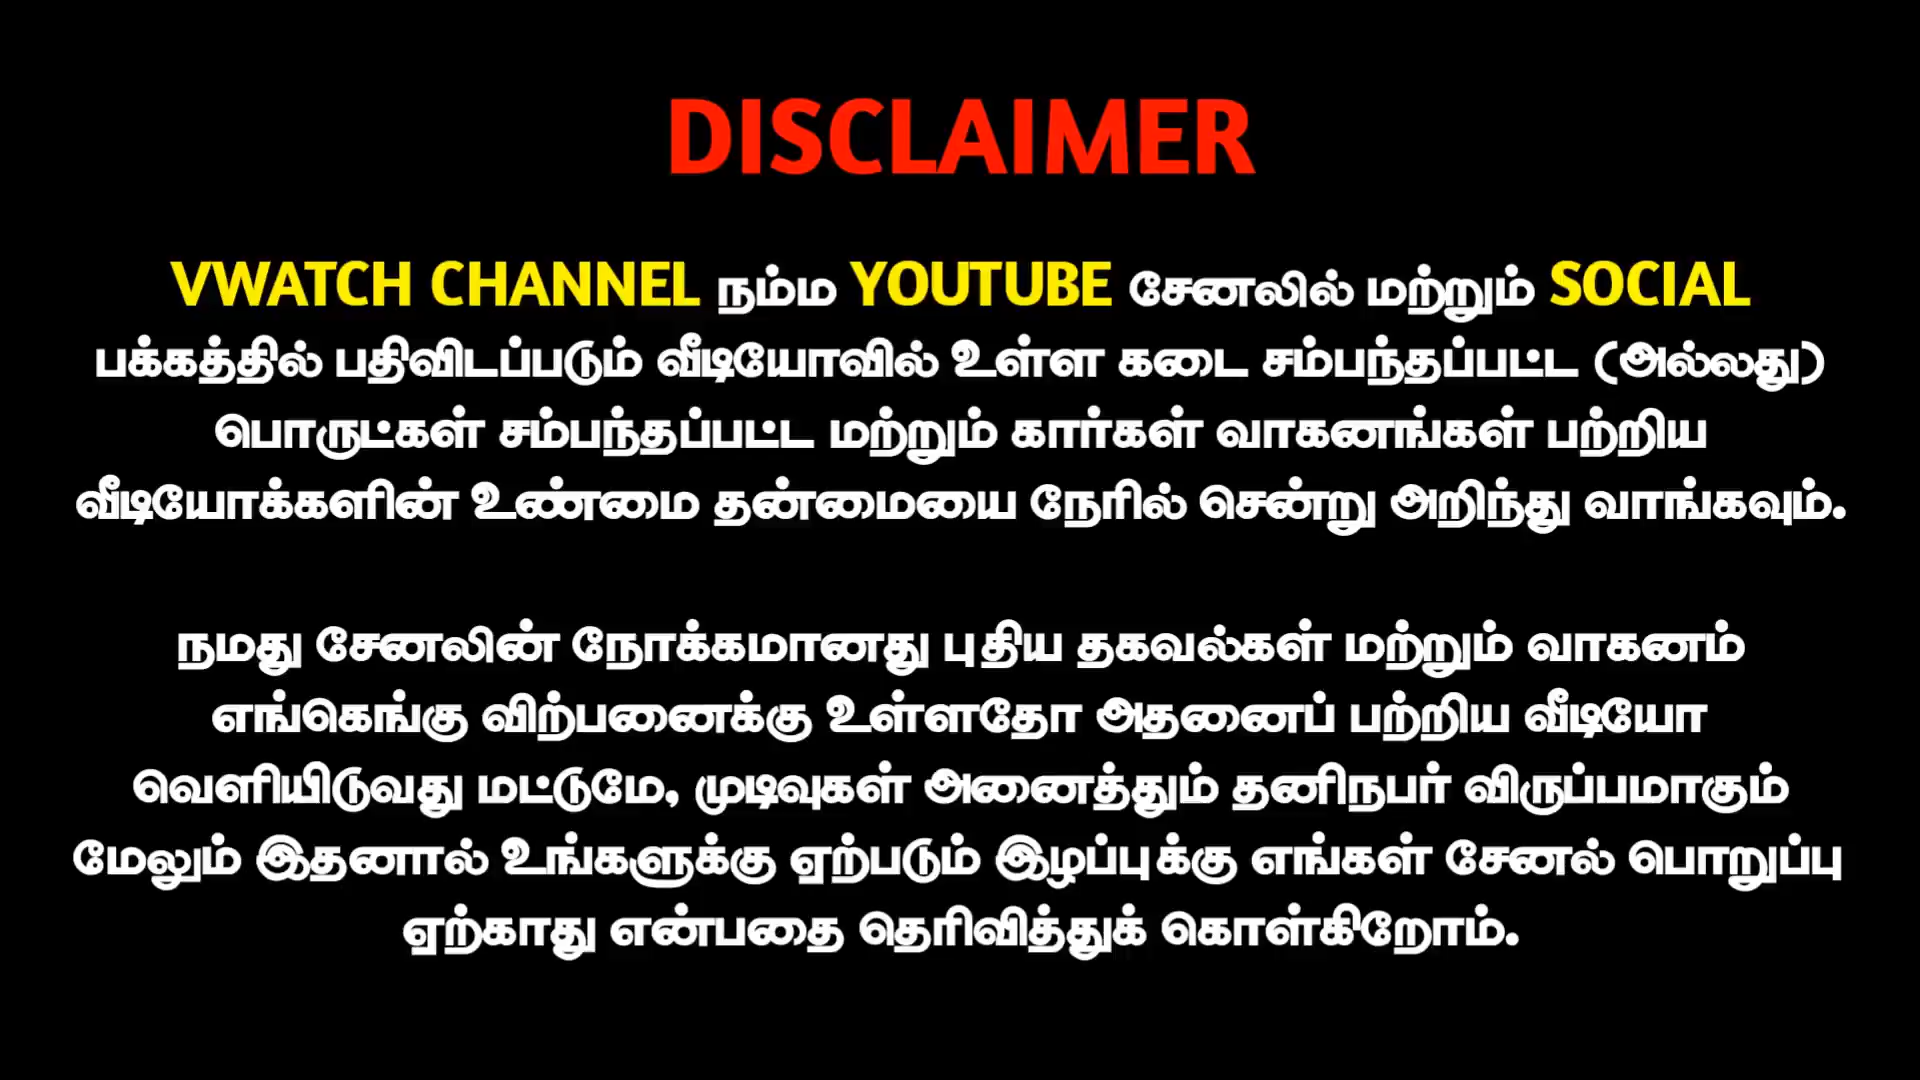 DISCLAIMER
VWATCH CHANNEL நம்ம YOUTUBE சேனலில் மற்றும் SOCIAL
பக்கத்தில் பதிவிடப்படும் வீடியோவில் உள்ள கடை சம்பந்தப்பட்ட (அல்லது)
பொருட்கள் சம்பந்தப்பட்ட மற்றும் கார்கள் வாகனங்கள் பற்றிய
வீடியோக்களின் உண்மை தன்மையை நேரில் சென்று அறிந்து வாங்கவும்.
நமது சேனலின் நோக்கமானது புதிய தகவல்கள் மற்றும் வாகனம்
எங்கெங்கு விற்பனைக்கு உள்ளதோ அதனைப் பற்றிய வீடியோ
வெளியிடுவது மட்டுமே, முடிவுகள் அனைத்தும் தனிநபர் விருப்பமாகும்
மேலும் இதனால் உங்களுக்கு ஏற்படும் இழப்புக்கு எங்கள் சேனல் பொறுப்பு
ஏற்காது என்பதை தெரிவித்துக் கொள்கிறோம்.